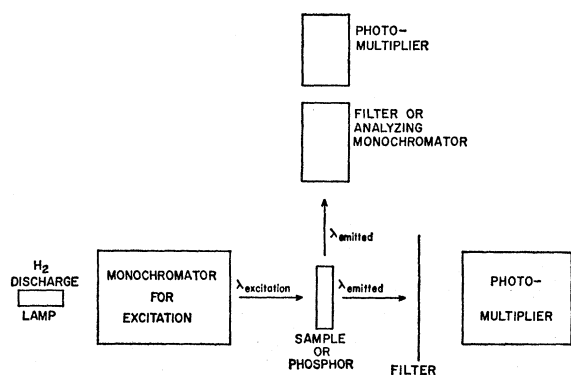 PHOTO-
MULTIPLIER
FILTER OR
ANALYZING
MONOCHROMATOR
λemitted
H2
DISCHARGE
LAMP
MONOCHROMATOR
FOR
EXCITATION
λexcitation
λemitted
SAMPLE
OR
PHOSPHOR
FILTER
PHOTO-
MULTIPLIER